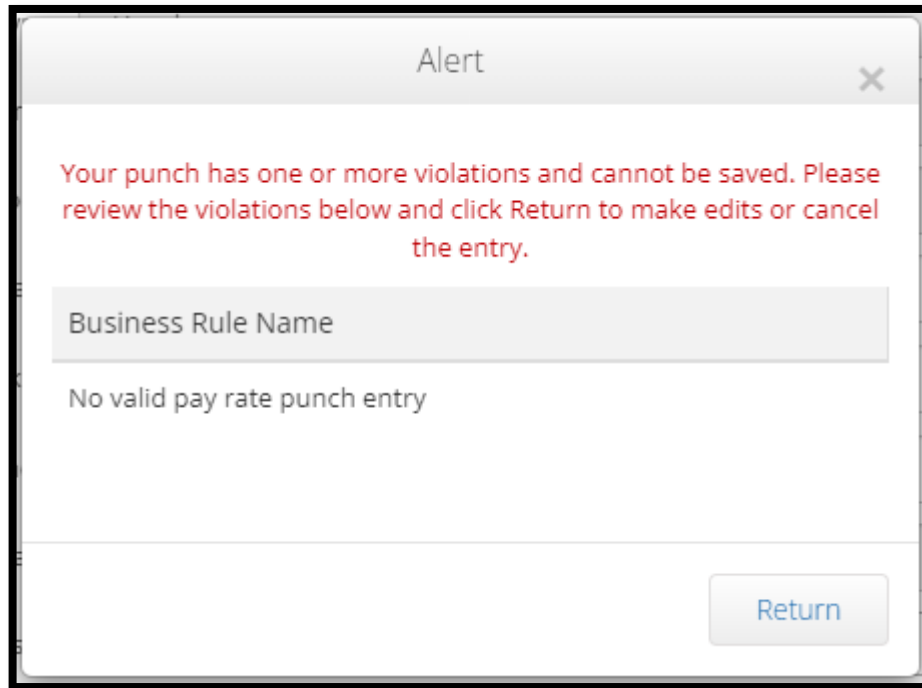 Alert
Your punch has one or more violations and cannot be saved. Please
review the violations below and click Return to make edits or cancel
the entry.
Business Rule Name
No valid pay rate punch entry
Return